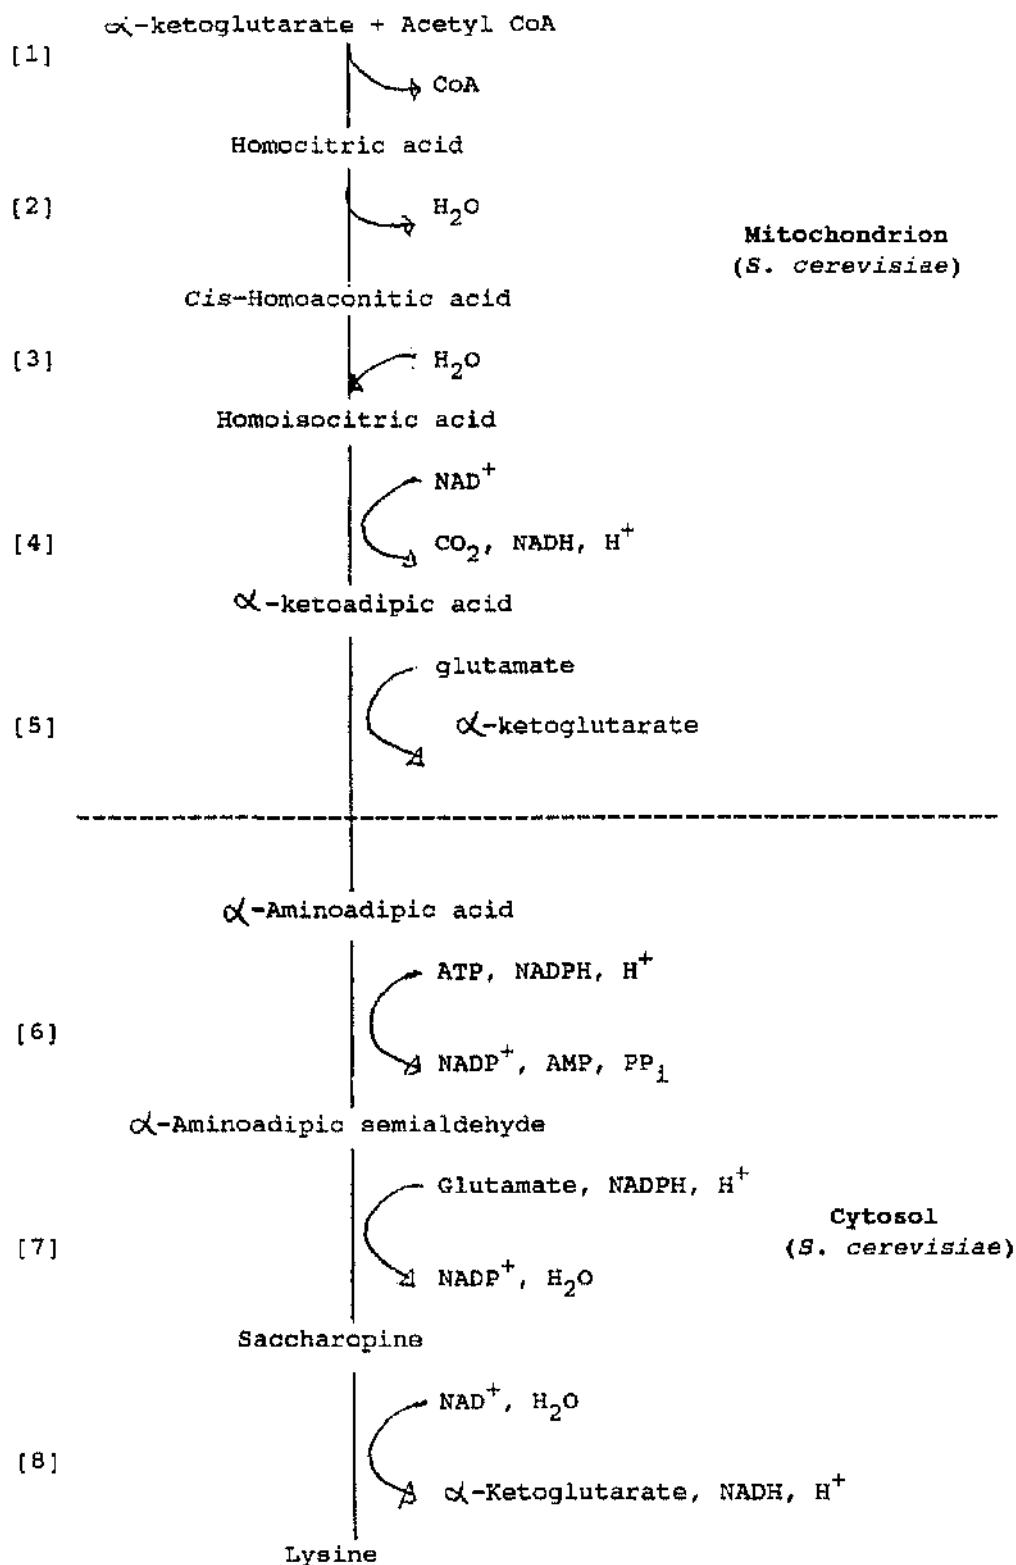 α-ketoglutarate + Acetyl CoA
[1]
CoA
Homocitric acid
[2]
H₂O
Mitochondrion
(S. cerevisiae)
Cis-Homoaconitic acid
[3]
H₂O
Homoisocitric acid
NAD⁺
[4]
CO₂, NADH, H⁺
α-ketoadipic acid
glutamate
[5]
α-ketoglutarate
α-Aminoadipic acid
ATP, NADPH, H⁺
[6]
NADP⁺, AMP, PPi
α-Aminoadipic semialdehyde
Glutamate, NADPH, H⁺
Cytosol
(S. cerevisiae)
[7]
NADP⁺, H₂O
Saccharopine
NAD⁺, H₂O
[8]
α-Ketoglutarate, NADH, H⁺
Lysine